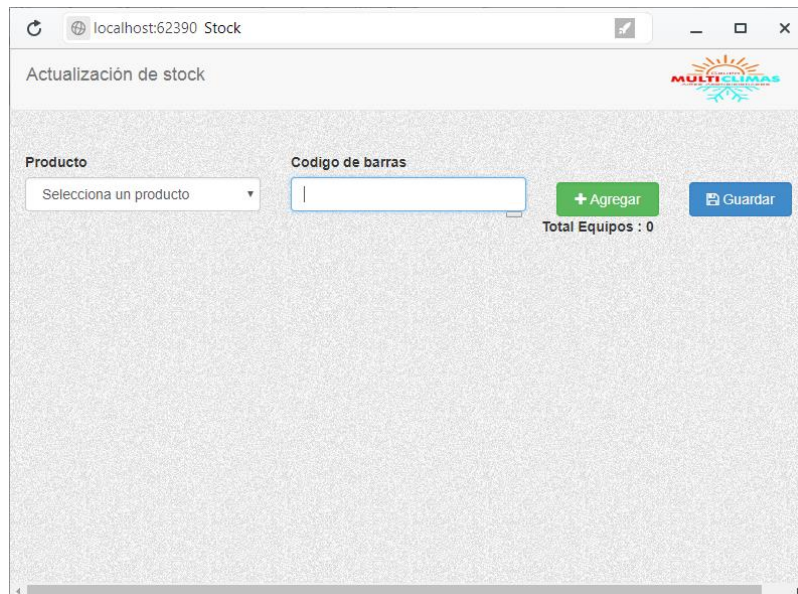 localhost:62390 Stock
Actualización de stock
MULTICLIMAS
Producto
Codigo de barras
Selecciona un producto
Agregar
Guardar
Total Equipos : 0